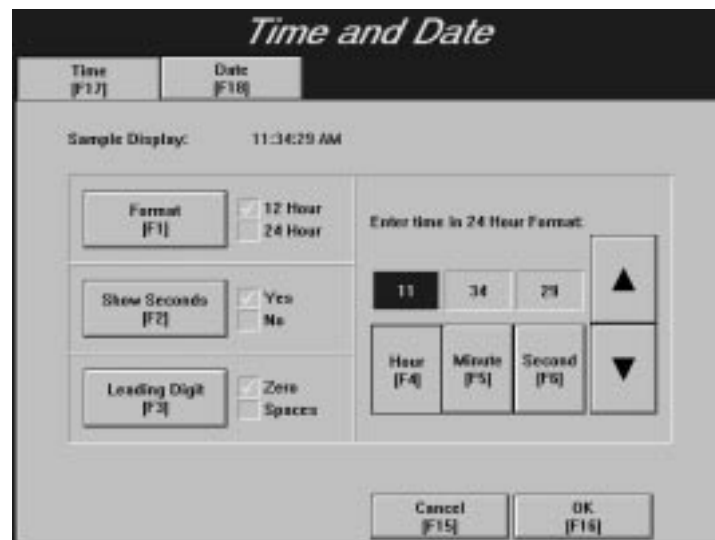 Time and Date
Time
[F17]
Date
[F18]
Sample Display: 11:34:29 AM
Format
[F1]
12 Hour
24 Hour
Enter time in 24 Hour Format:
Show Seconds
[F2]
Yes
No
11 34 29
Hour
[F4]
Minute
[F5]
Second
[F6]
Leading Digit
[F3]
Zero
Spaces
Cancel
[F15]
OK
[F16]